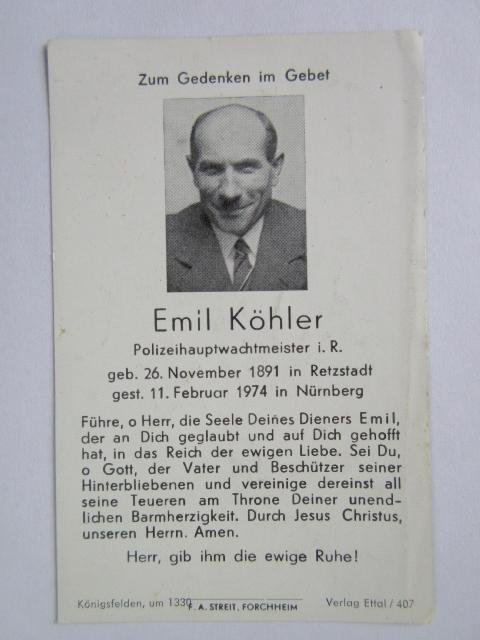 Zum Gedenken im Gebet
Emil Köhler
Polizeihauptwachtmeister i. R.
geb. 26. November 1891 in Retzstadt
gest. 11. Februar 1974 in Nürnberg
Führe, o Herr, die Seele Deines Dieners Emil,
der an Dich geglaubt und auf Dich gehofft
hat, in das Reich der ewigen Liebe. Sei Du,
o Gott, der Vater und Beschützer seiner
Hinterbliebenen und vereinige dereinst all
seine Teueren am Throne Deiner unend-
lichen Barmherzigkeit. Durch Jesus Christus,
unseren Herrn. Amen.
Herr, gib ihm die ewige Ruhe!
Königsfelden, um 1330 F. A. STREIT, FORCHHEIM Verlag Ettal / 407